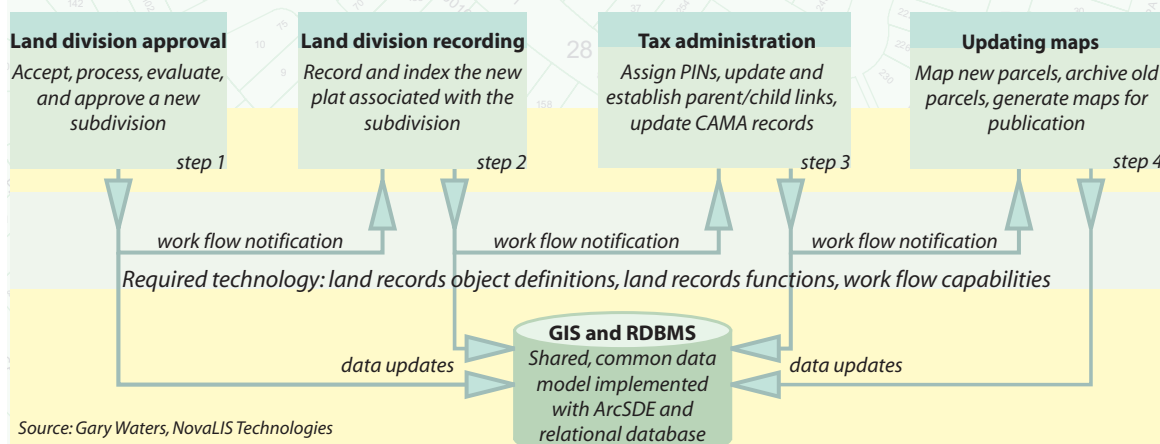 Land division approval
Accept, process, evaluate,
and approve a new
subdivision
step 1
Land division recording
Record and index the new
plat associated with the
subdivision
step 2
Tax administration
Assign PINs, update and
establish parent/child links,
update CAMA records
step 3
Updating maps
Map new parcels, archive old
parcels, generate maps for
publication
step 4
28
158
142
10
work flow notification
work flow notification
work flow notification
Required technology: land records object definitions, land records functions, work flow capabilities
GIS and RDBMS
Shared, common data
model implemented
with ArcSDE and
relational database
data updates
data updates
Source: Gary Waters, NovaLIS Technologies